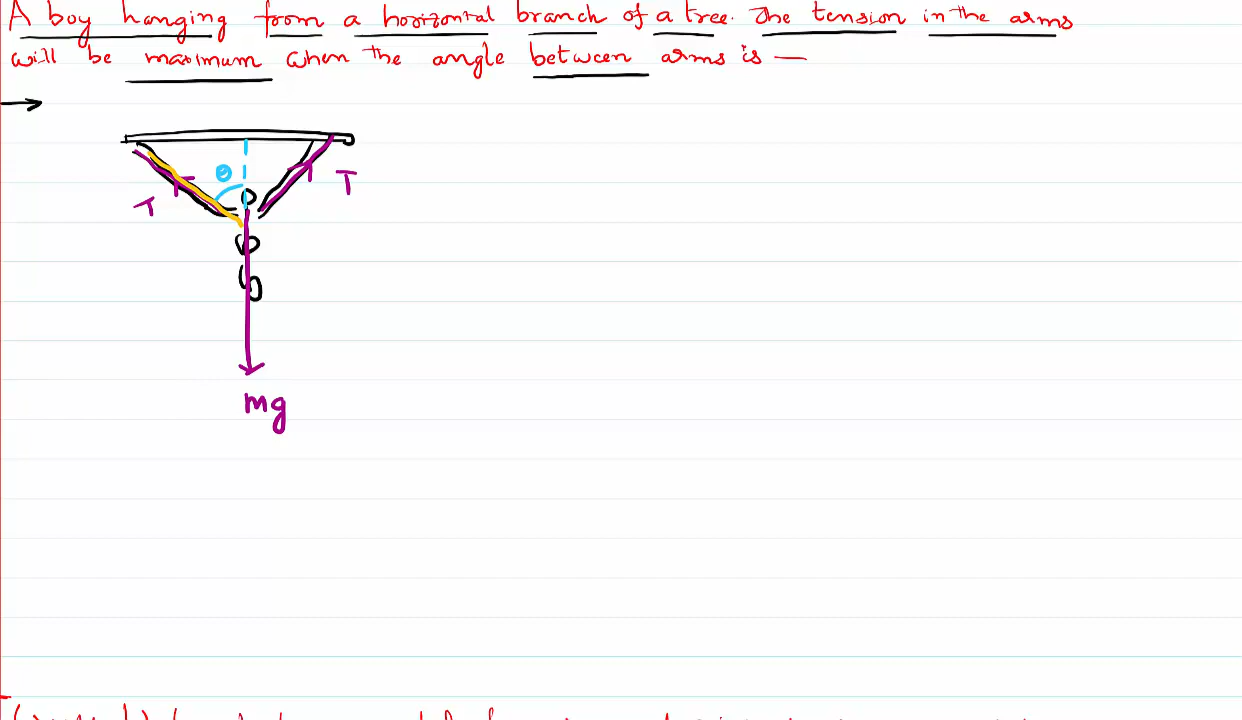 A boy hanging from a horizontal branch of a tree. The tension in the arms
will be maximum when the angle between arms is —
θ
T T
mg